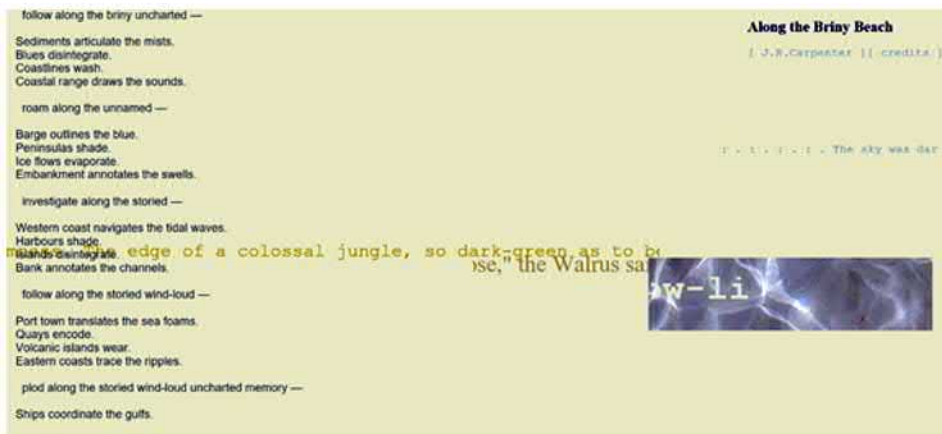 follow along the briny uncharted —
Sediments articulate the mists.
Blues disintegrate.
Coastlines wash.
Coastal range draws the sounds.
roam along the unnamed —
Barge outlines the blue.
Peninsulas shade.
Ice flows evaporate.
Embankment annotates the swells.
investigate along the storied —
Western coast navigates the tidal waves.
Harbours shade.
Islands disintegrate.
Bank annotates the channels.
follow along the storied wind-loud —
Port town translates the sea foams.
Quays encode.
Volcanic islands wear.
Eastern coasts trace the ripples.
plod along the storied wind-loud uncharted memory —
Ships coordinate the gulfs.
edge of a colossal jungle, so dark-green as to be
ose," the Walrus sai
aw-li
Along the Briny Beach
[ J.R.Carpenter ][ credits ]
: . : . : . : . The sky was dar